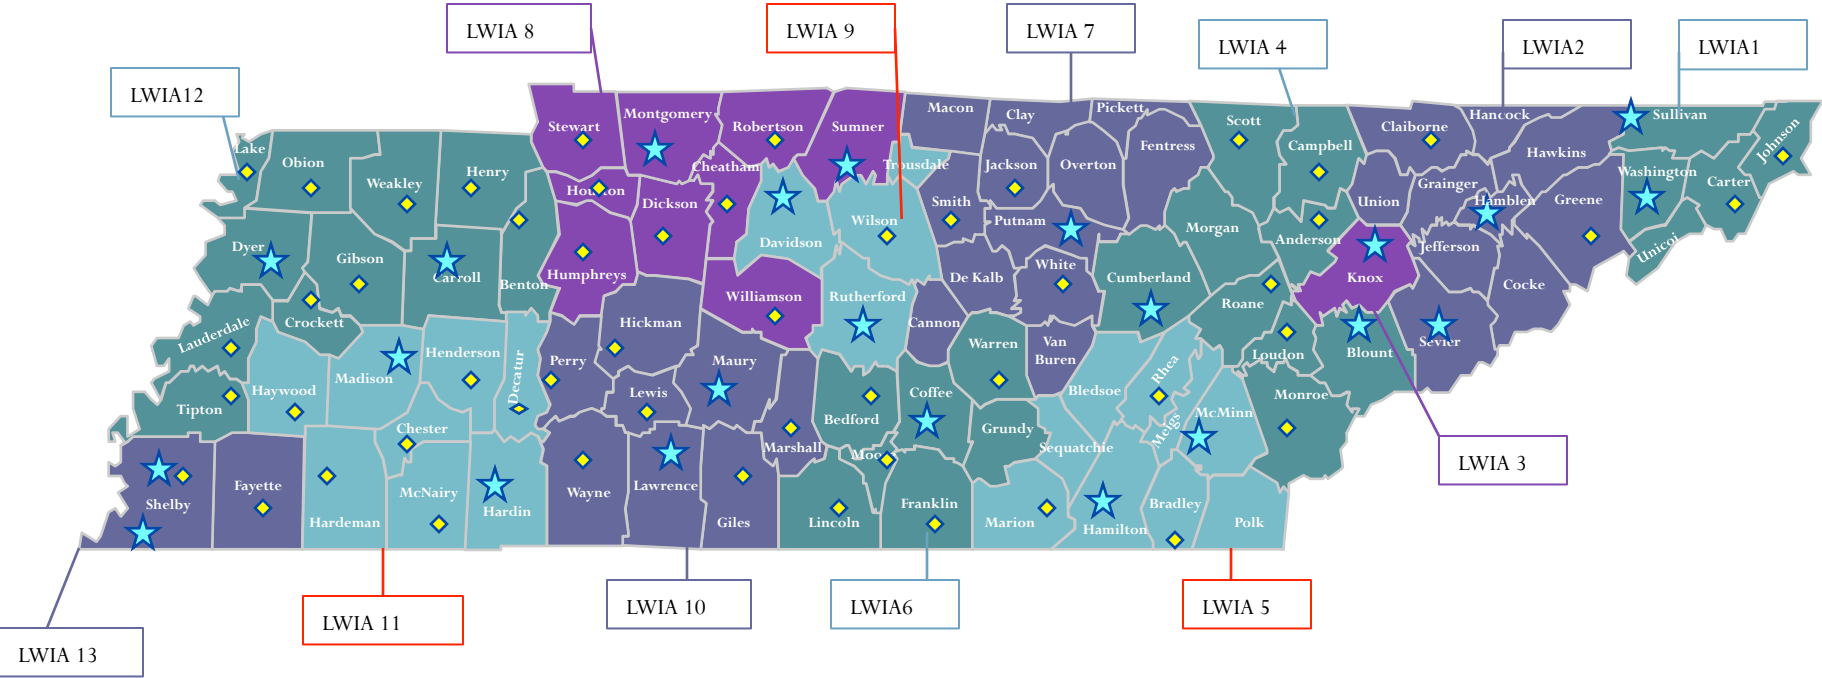 LWIA 8
LWIA 9
LWIA 7
LWIA 4
LWIA2
LWIA1
LWIA12
Lake
Obion
Weakley
Henry
Stewart
Montgomery
Robertson
Sumner
Macon
Clay
Pickett
Scott
Campbell
Claiborne
Hancock
Sullivan
Johnson
Cheatham
Trousdale
Jackson
Overton
Fentress
Hawkins
Washington
Carter
Houston
Dickson
Smith
Union
Grainger
Hamblen
Greene
Dyer
Gibson
Carroll
Benton
Humphreys
Davidson
Wilson
Putnam
Morgan
Anderson
Jefferson
Unicoi
De Kalb
White
Cumberland
Roane
Knox
Cocke
Lauderdale
Crockett
Williamson
Rutherford
Cannon
Hickman
Warren
Van
Buren
Loudon
Blount
Sevier
Haywood
Madison
Henderson
Decatur
Perry
Maury
Rhea
Tipton
Lewis
Coffee
Bledsoe
Monroe
Chester
Marshall
Bedford
Grundy
Sequatchie
Meigs
McMinn
Moo
Shelby
Fayette
Hardeman
McNairy
Hardin
Wayne
Lawrence
Giles
Lincoln
Franklin
Marion
Hamilton
Bradley
Polk
LWIA 3
LWIA 13
LWIA 11
LWIA 10
LWIA6
LWIA 5